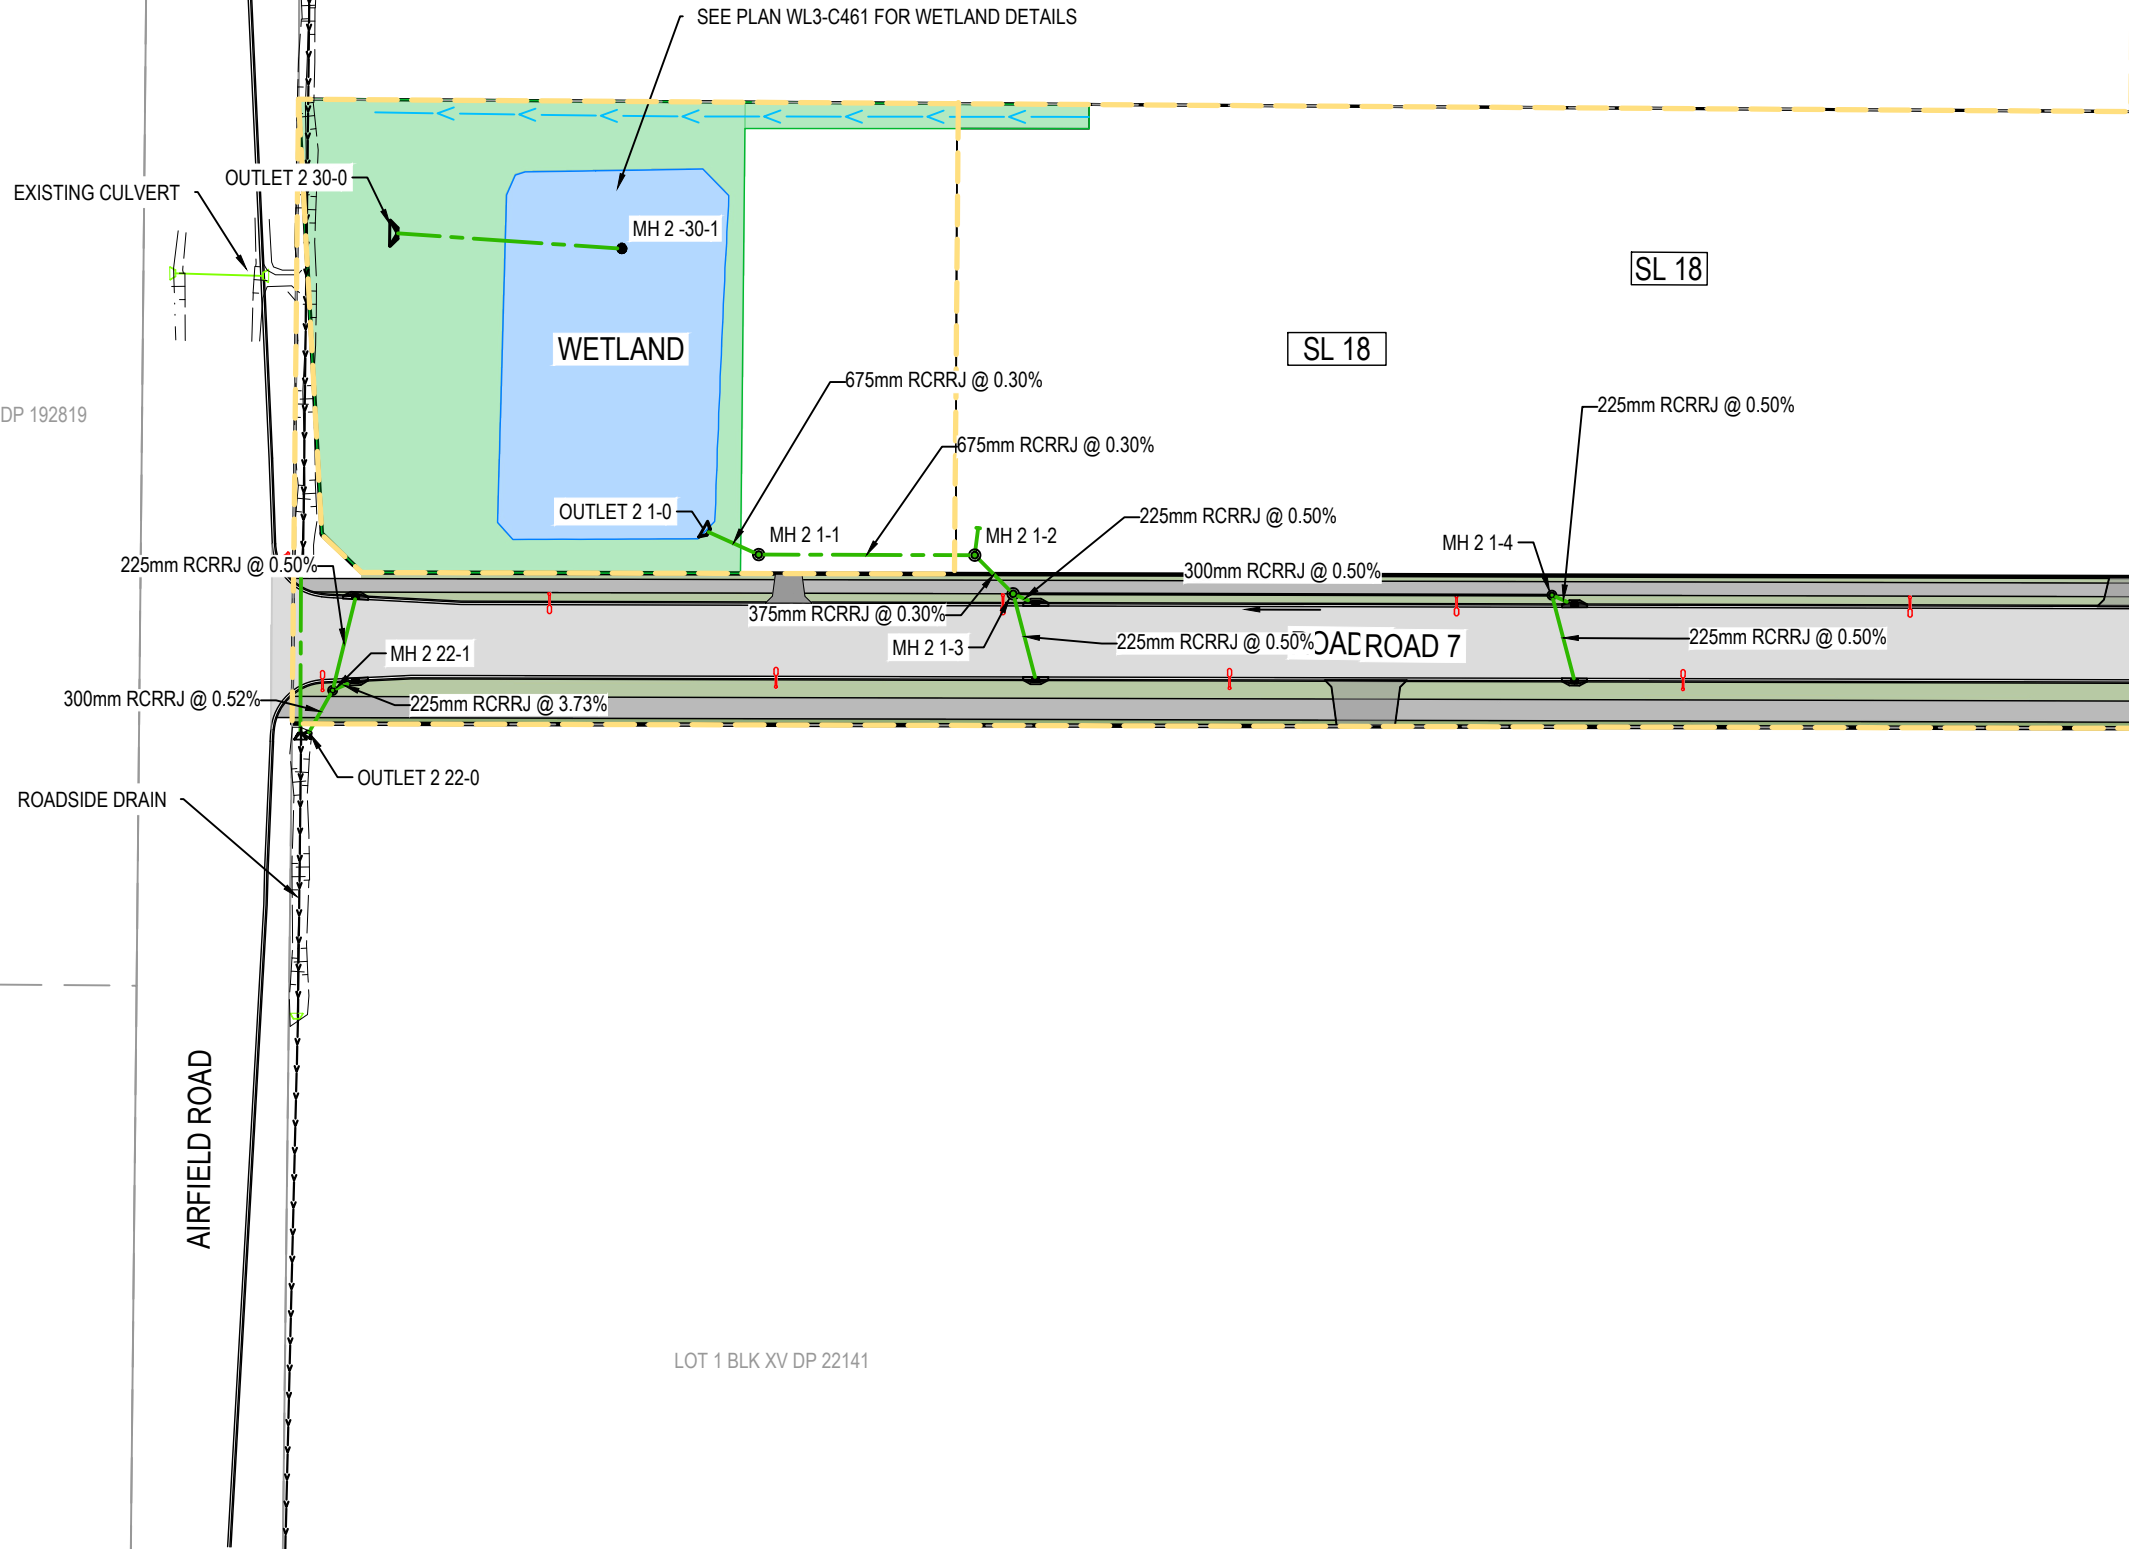 SEE PLAN WL3-C461 FOR WETLAND DETAILS
OUTLET 2 30-0
EXISTING CULVERT
MH 2 -30-1
SL 18
WETLAND
SL 18
675mm RCRRJ @ 0.30%
225mm RCRRJ @ 0.50%
DP 192819
675mm RCRRJ @ 0.30%
OUTLET 2 1-0
225mm RCRRJ @ 0.50%
MH 2 1-1
MH 2 1-2
MH 2 1-4
225mm RCRRJ @ 0.50%
300mm RCRRJ @ 0.50%
375mm RCRRJ @ 0.30%
MH 2 1-3
225mm RCRRJ @ 0.50%
ROAD 7
225mm RCRRJ @ 0.50%
MH 2 22-1
300mm RCRRJ @ 0.52%
225mm RCRRJ @ 3.73%
OUTLET 2 22-0
ROADSIDE DRAIN
AIRFIELD ROAD
LOT 1 BLK XV DP 22141